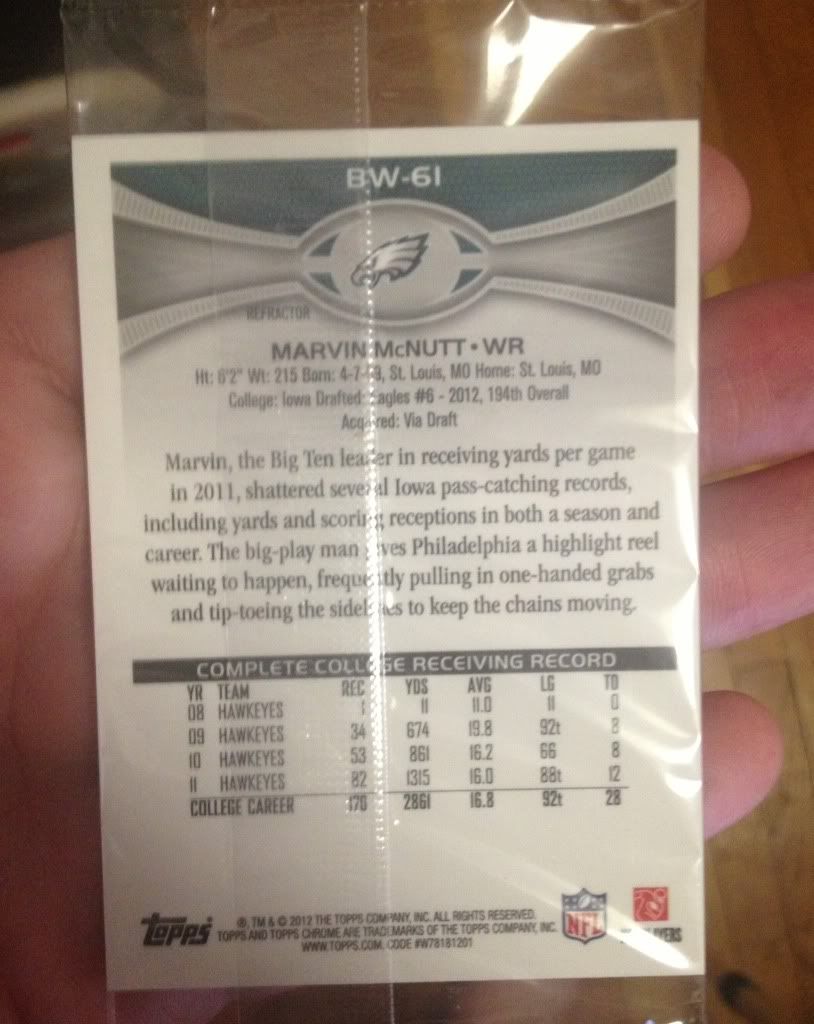 BW-61
REFRACTOR
MARVIN McNUTT • WR
Ht: 6'2" Wt: 215 Born: St. Louis, MO Home: St. Louis, MO
College: Iowa Drafted: Eagles #6 - 2012, 194th Overall
Acquired: Via Draft
Marvin, the Big Ten leader in receiving yards per game
in 2011, shattered several Iowa pass-catching records,
including yards and scoring receptions in both a season and
career. The big-play man gives Philadelphia a highlight reel
waiting to happen, frequently pulling in one-handed grabs
and tip-toeing the sidelines to keep the chains moving.
COMPLETE COLLEGE RECEIVING RECORD
YR TEAM REC YDS AVG LG TD
08 HAWKEYES 1 11 11.0 11 0
09 HAWKEYES 34 674 19.8 92t 8
10 HAWKEYES 53 861 16.2 66 8
11 HAWKEYES 82 1315 16.0 88t 12
COLLEGE CAREER 170 2861 16.8 92t 28
Topps
®, TM & © 2012 THE TOPPS COMPANY, INC. ALL RIGHTS RESERVED.
TOPPS AND TOPPS CHROME ARE TRADEMARKS OF THE TOPPS COMPANY, INC.
WWW.TOPPS.COM. CODE #W78181201
NFL